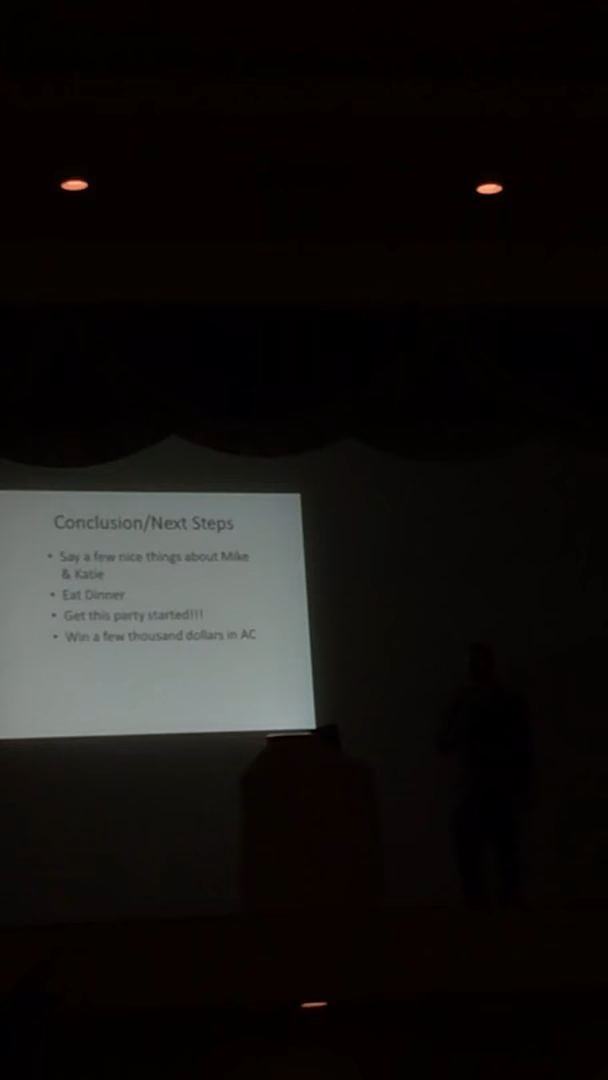 Conclusion/Next Steps
• Say a few nice things about Mike
& Katie
• Eat Dinner
• Get this party started!!!
• Win a few thousand dollars in AC